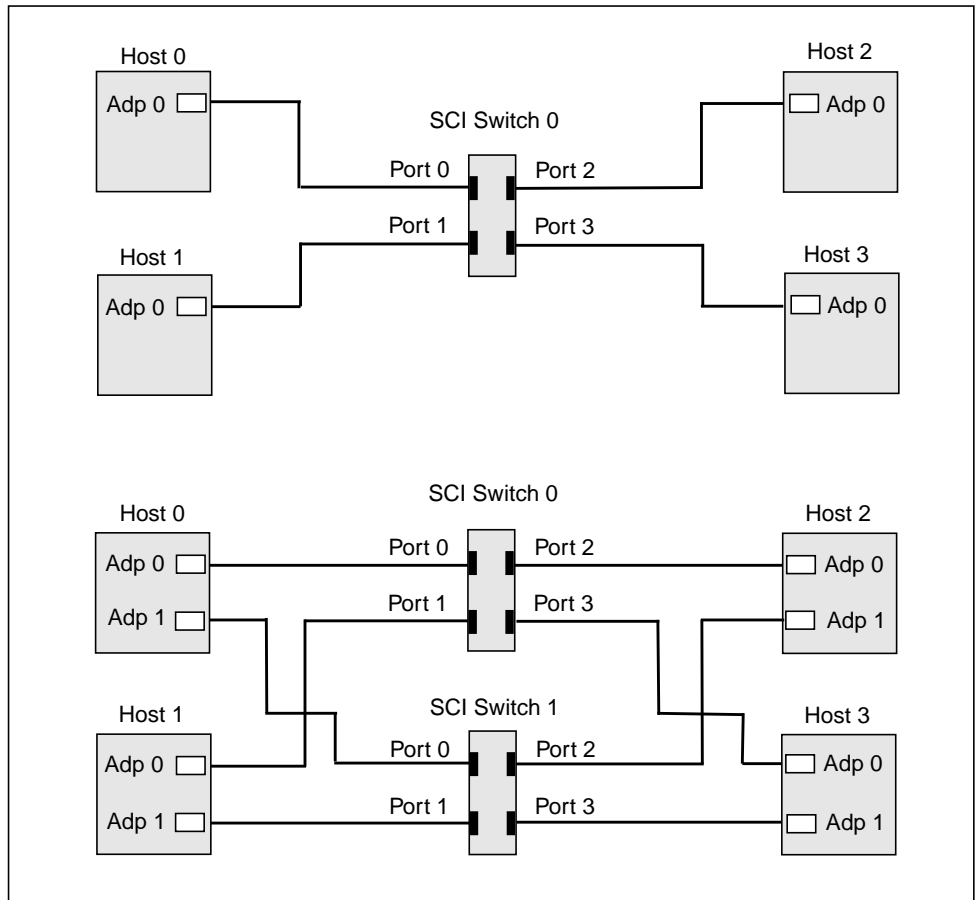 Host 0
Host 2
Adp 0
Adp 0
SCI Switch 0
Port 0
Port 2
Port 1
Port 3
Host 1
Host 3
Adp 0
Adp 0
SCI Switch 0
Host 0
Host 2
Port 0
Port 2
Adp 0
Adp 0
Port 1
Port 3
Adp 1
Adp 1
Host 1
SCI Switch 1
Host 3
Port 0
Port 2
Adp 0
Adp 0
Port 1
Port 3
Adp 1
Adp 1